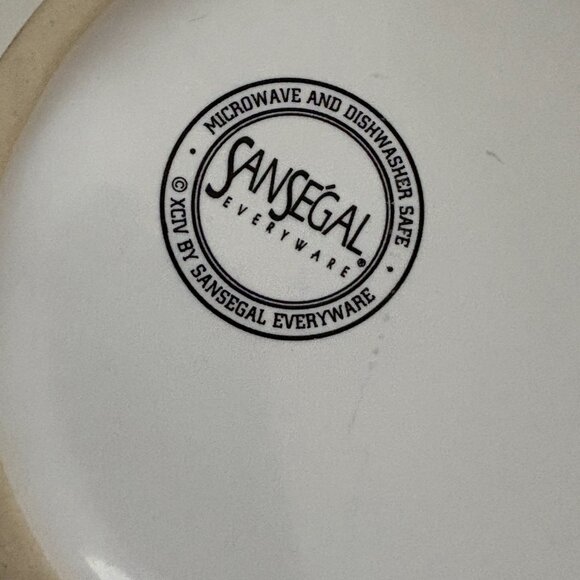 MICROWAVE AND DISHWASHER SAFE
SANSÉGAL®
EVERYWARE
© XCIV BY SANSEGAL EVERYWARE